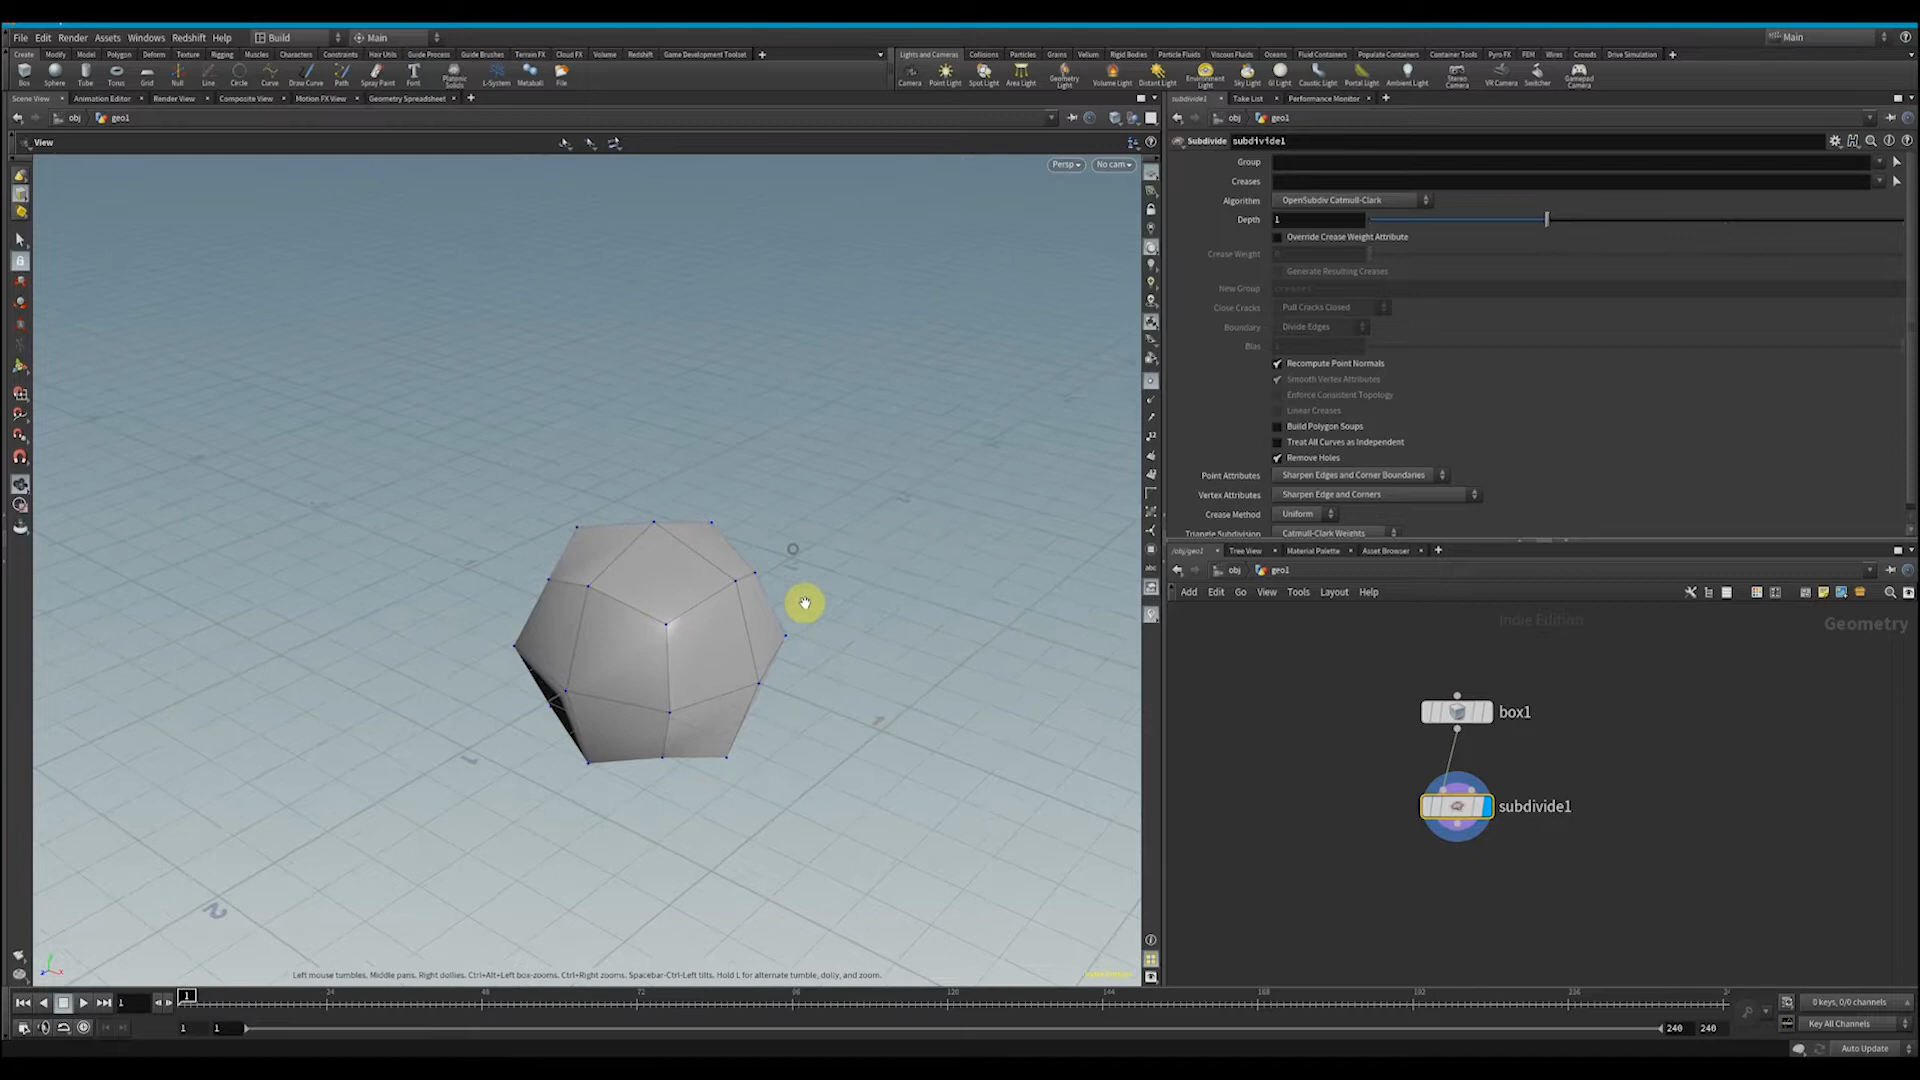 File Edit Render Assets Windows Redshift Help Build Main Main
Create Modify Model Polygon Deform Texture Rigging Muscles Characters Constraints Hair Utils Guide Process Guide Brushes Terrain FX Cloud FX Volume Redshift Game Development Toolset
Lights and Cameras Collisions Particles Grains Vellum Rigid Bodies Particle Fluids Viscous Fluids Oceans Fluid Containers Populate Containers Container Tools Pyro FX FEM Wires Crowds Drive Simulation
Box Sphere Tube Torus Grid Null Line Circle Curve Draw Curve Path Spray Paint Font Platonic Solids L-System Metaball File
Camera Point Light Spot Light Area Light Geometry Light Volume Light Distant Light Environment Light Sky Light GI Light Caustic Light Portal Light Ambient Light Stereo Camera VR Camera Switcher Gamepad Camera
Scene View Animation Editor Render View Composite View Motion FX View Geometry Spreadsheet
subdivide1 Take List Performance Monitor
obj geo1
obj geo1
View
Persp No cam
Subdivide subdivide1
Group
Creases
Algorithm OpenSubdiv Catmull-Clark
Depth 1
Override Crease Weight Attribute
Crease Weight
Generate Resulting Creases
New Group creases
Close Cracks Pull Cracks Closed
Boundary Divide Edges
Bias
Recompute Point Normals
Smooth Vertex Attributes
Enforce Consistent Topology
Linear Creases
Build Polygon Soups
Treat All Curves as Independent
Remove Holes
Point Attributes Sharpen Edges and Corner Boundaries
Vertex Attributes Sharpen Edge and Corners
Crease Method Uniform
Triangle Subdivision Catmull-Clark Weights
/obj/geo1 Tree View Material Palette Asset Browser
obj geo1
Add Edit Go View Tools Layout Help
Indie Edition
Geometry
box1
subdivide1
Left mouse tumbles. Middle pans. Right dollies. Ctrl+Alt+Left box-zooms. Ctrl+Right zooms. Spacebar-Ctrl-Left tilts. Hold L for alternate tumble, dolly, and zoom.
1 1 24 48 72 96 120 144 168 192 216
0 keys, 0/0 channels
1 1 240 240
Key All Channels
Auto Update